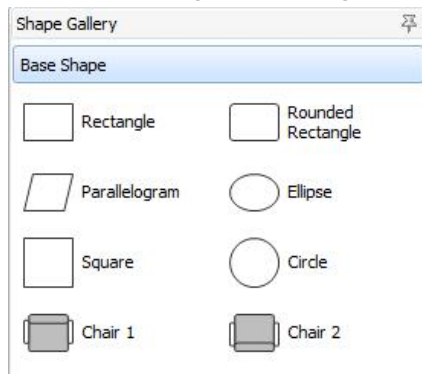 Shape Gallery
Base Shape
Rectangle
Rounded
Rectangle
Parallelogram
Ellipse
Square
Circle
Chair 1
Chair 2